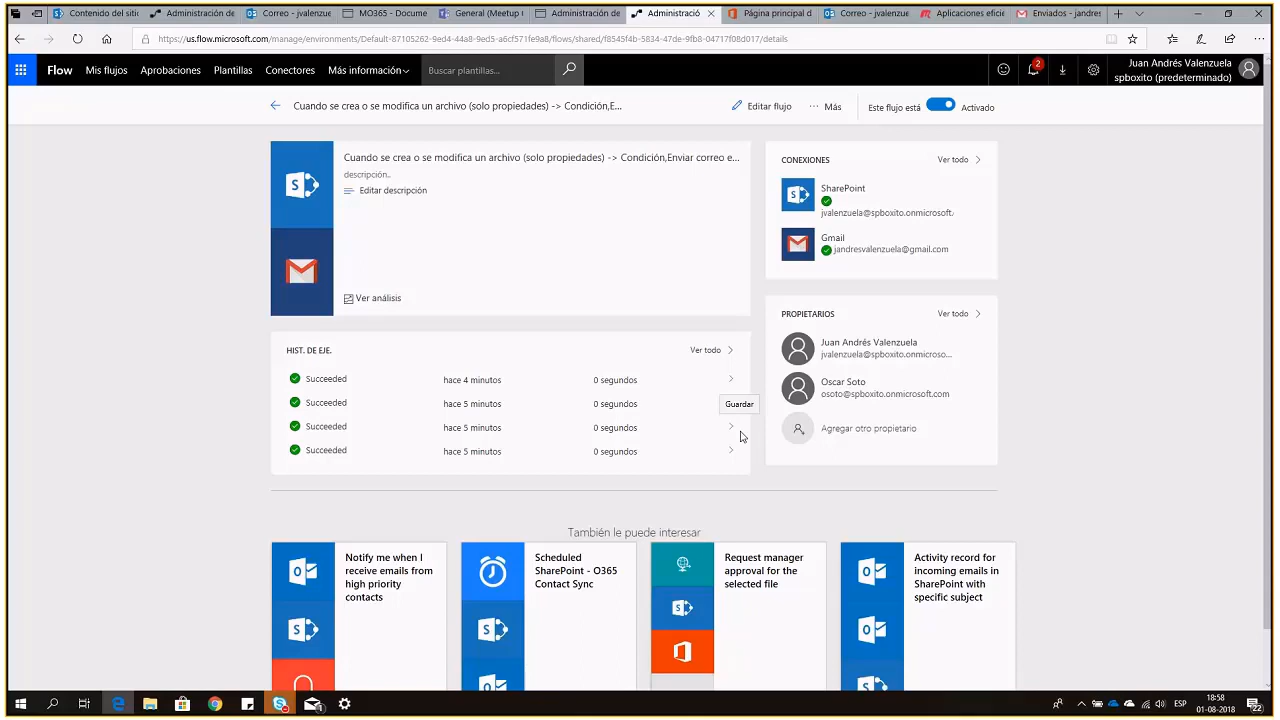 Contenido del siti
Administración de
Correo - jvalenzue
MO365 - Docume
General (Meetup
Administración de
Administració
Página principal d
Correo - jvalenzue
Aplicaciones eficie
Enviados - jandres
https://us.flow.microsoft.com/manage/environments/Default-87105262-9ed4-44a8-9ed5-a6cf571fe9a8/flows/shared/f8545f4b-5834-47de-9fb8-04717f08d017/details
Flow
Mis flujos
Aprobaciones
Plantillas
Conectores
Más información
Buscar plantillas...
2
Juan Andrés Valenzuela
spboxito (predeterminado)
Cuando se crea o se modifica un archivo (solo propiedades) -> Condición,E...
Editar flujo
··· Más
Este flujo está
Activado
Cuando se crea o se modifica un archivo (solo propiedades) -> Condición,Enviar correo e...
descripción..
Editar descripción
Ver análisis
CONEXIONES
Ver todo
SharePoint
jvalenzuela@spboxito.onmicrosoft.
Gmail
jandresvalenzuela@gmail.com
HIST. DE EJE.
Ver todo
Succeeded hace 4 minutos 0 segundos
Succeeded hace 5 minutos 0 segundos
Succeeded hace 5 minutos 0 segundos
Succeeded hace 5 minutos 0 segundos
Guardar
PROPIETARIOS
Ver todo
Juan Andrés Valenzuela
jvalenzuela@spboxito.onmicroso...
Oscar Soto
osoto@spboxito.onmicrosoft.com
Agregar otro propietario
También le puede interesar
Notify me when I
receive emails from
high priority
contacts
Scheduled
SharePoint - O365
Contact Sync
Request manager
approval for the
selected file
Activity record for
incoming emails in
SharePoint with
specific subject
ESP
18:58
01-08-2018
22